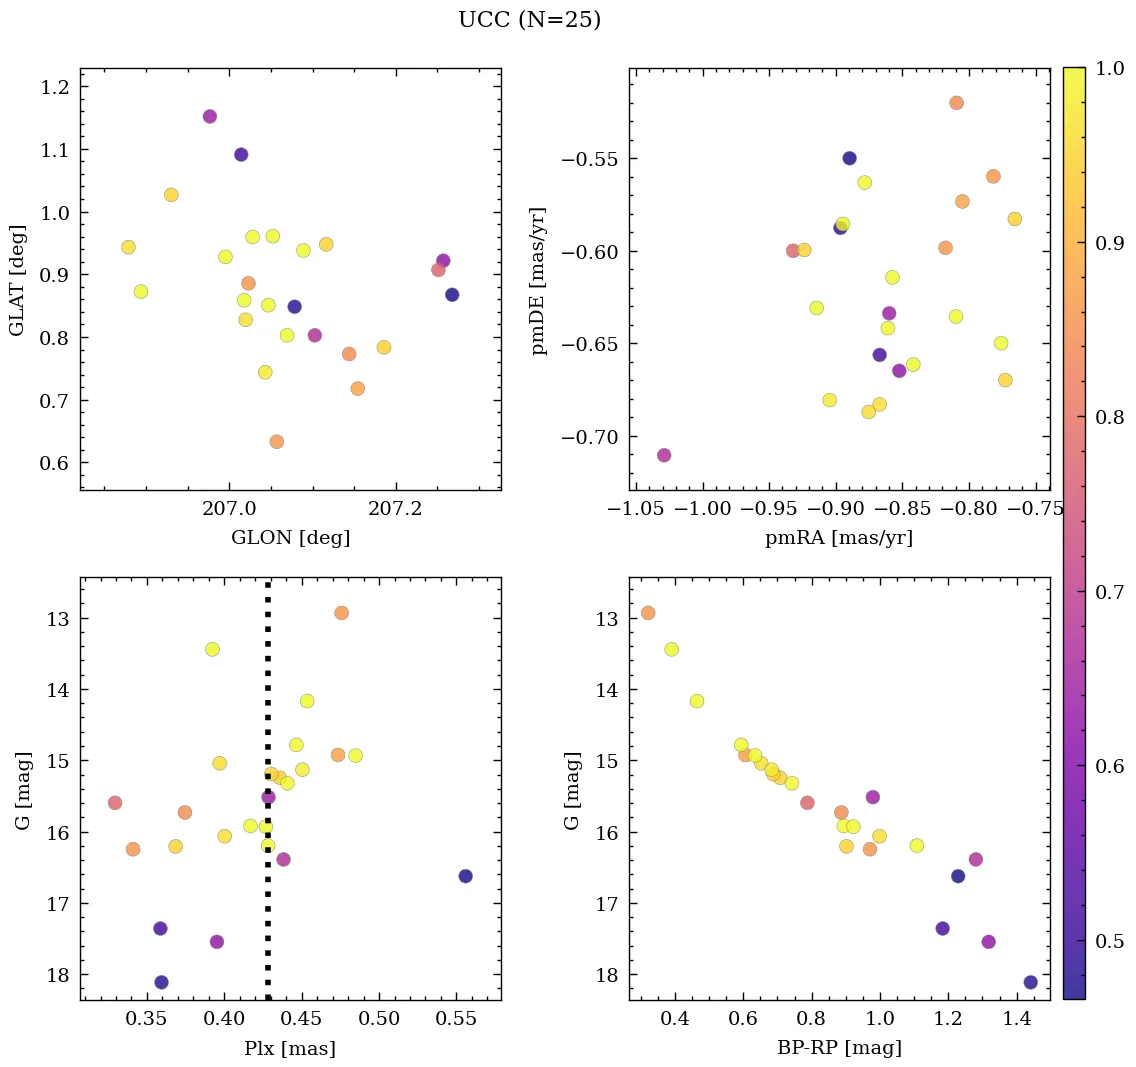 UCC (N=25)
1.2
1.1
1.0
0.9
0.8
0.7
0.6
GLAT [deg]
207.0 207.2
GLON [deg]
−0.55
−0.60
−0.65
−0.70
pmDE [mas/yr]
−1.05 −1.00 −0.95 −0.90 −0.85 −0.80 −0.75
pmRA [mas/yr]
1.0
0.9
0.8
0.7
0.6
0.5
13
14
15
16
17
18
G [mag]
0.35 0.40 0.45 0.50 0.55
Plx [mas]
13
14
15
16
17
18
G [mag]
0.4 0.6 0.8 1.0 1.2 1.4
BP-RP [mag]